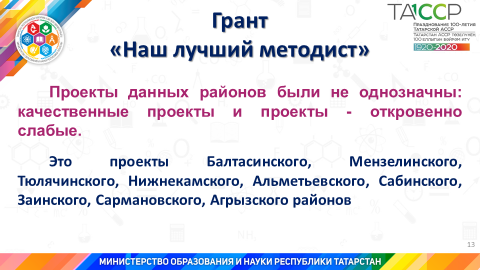 Грант
«Наш лучший методист»
ТАССР
ПРАЗДНОВАНИЕ 100-ЛЕТИЯ
ТАТАРСКОЙ АССР
1920-2020
Проекты данных районов были не однозначны:
качественные проекты и проекты - откровенно
слабые.
Это проекты Балтасинского, Мензелинского,
Тюлячинского, Нижнекамского, Альметьевского, Сабинского,
Заинского, Сармановского, Агрызского районов
13
МИНИСТЕРСТВО ОБРАЗОВАНИЯ И НАУКИ РЕСПУБЛИКИ ТАТАРСТАН